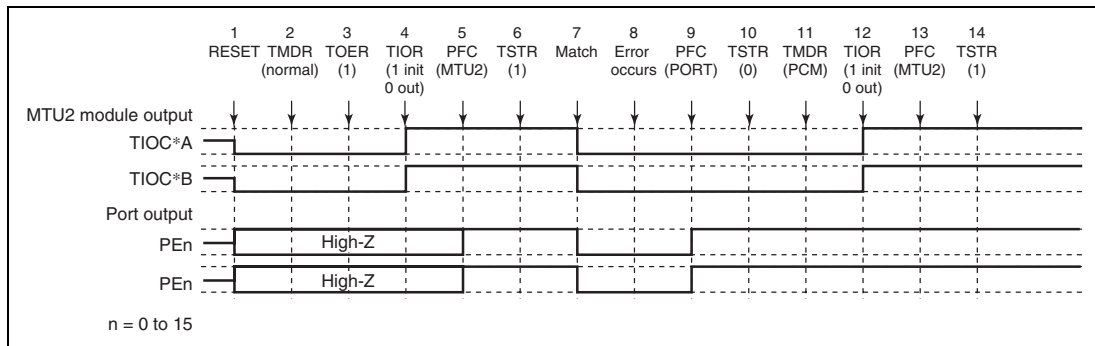 1 2 3 4 5 6 7 8 9 10 11 12 13 14
RESET TMDR TOER TIOR PFC TSTR Match Error PFC TSTR TMDR TIOR PFC TSTR
(normal) (1) (1 init (MTU2) (1) occurs (PORT) (0) (PCM) (1 init (MTU2) (1)
0 out) 0 out)
MTU2 module output
TIOC*A
TIOC*B
Port output
PEn High-Z
PEn High-Z
n = 0 to 15